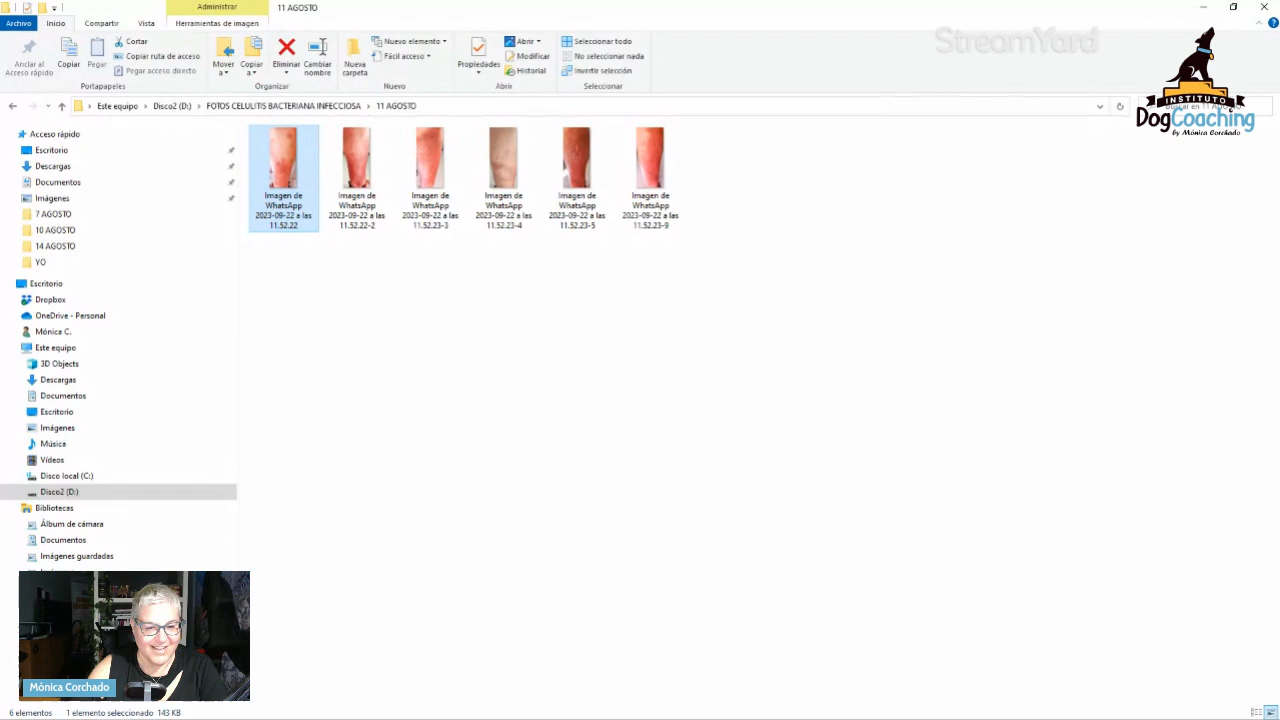 Administrar
11 AGOSTO
Archivo
Inicio
Compartir
Vista
Herramientas de imagen
StreamYard
Anclar al
Acceso rápido
Copiar
Pegar
Cortar
Copiar ruta de acceso
Pegar acceso directo
Portapapeles
Mover
a
Copiar
a
Eliminar
Cambiar
nombre
Organizar
Nueva
carpeta
Nuevo elemento
Fácil acceso
Nuevo
Propiedades
Abrir
Modificar
Historial
Abrir
Seleccionar todo
No seleccionar nada
Invertir selección
Seleccionar
INSTITUTO
DogCoaching
by Mónica Corchado
Este equipo > Disco2 (D:) > FOTOS CELULITIS BACTERIANA INFECCIOSA > 11 AGOSTO
Acceso rápido
Escritorio
Descargas
Documentos
Imágenes
7 AGOSTO
10 AGOSTO
14 AGOSTO
YO
Escritorio
Dropbox
OneDrive - Personal
Mónica C.
Este equipo
3D Objects
Descargas
Documentos
Escritorio
Imágenes
Música
Vídeos
Disco local (C:)
Disco2 (D:)
Bibliotecas
Álbum de cámara
Documentos
Imágenes guardadas
Imagen de
WhatsApp
2023-09-22 a las
11.52.22
Imagen de
WhatsApp
2023-09-22 a las
11.52.22-2
Imagen de
WhatsApp
2023-09-22 a las
11.52.23-3
Imagen de
WhatsApp
2023-09-22 a las
11.52.23-4
Imagen de
WhatsApp
2023-09-22 a las
11.52.23-5
Imagen de
WhatsApp
2023-09-22 a las
11.52.23-9
Mónica Corchado
6 elementos
1 elemento seleccionado 143 KB